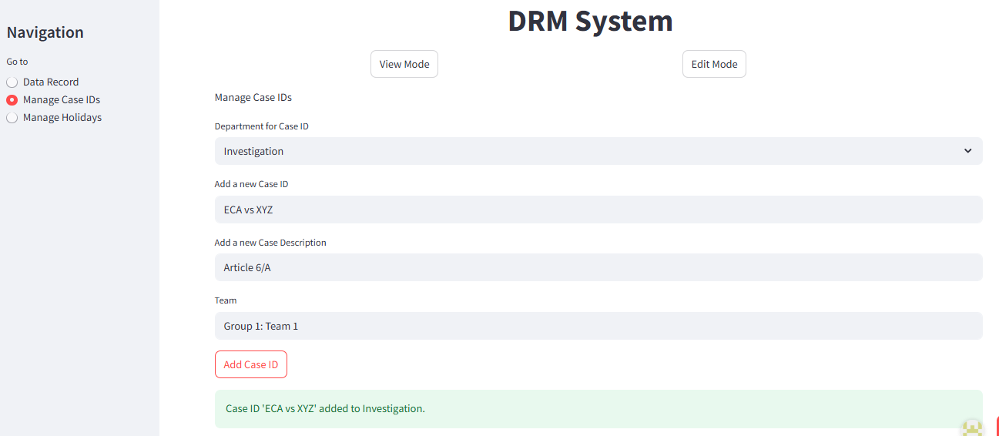 Navigation
Go to
Data Record
Manage Case IDs
Manage Holidays
DRM System
View Mode
Edit Mode
Manage Case IDs
Department for Case ID
Investigation
Add a new Case ID
ECA vs XYZ
Add a new Case Description
Article 6/A
Team
Group 1: Team 1
Add Case ID
Case ID 'ECA vs XYZ' added to Investigation.